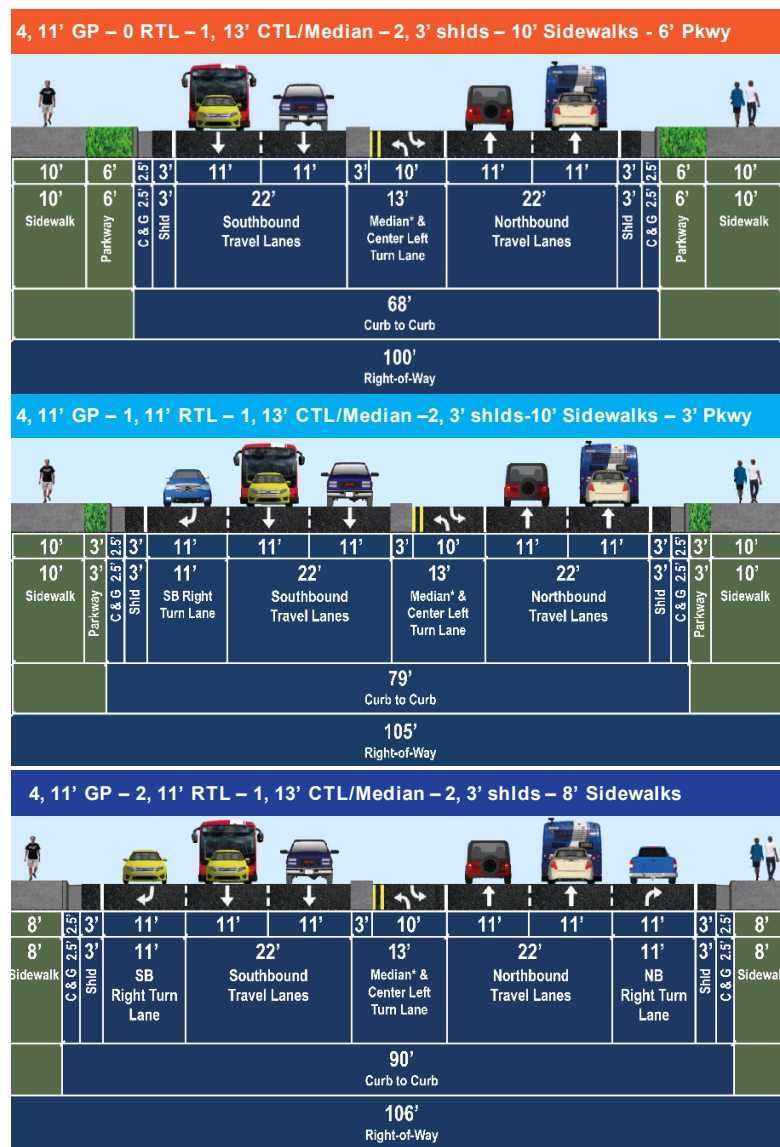 4, 11’ GP – 0 RTL – 1, 13’ CTL/Median – 2, 3’ shlds – 10’ Sidewalks - 6’ Pkwy
10’ 6’ 2.5’ 3’ 11’ 11’ 3’ 10’ 11’ 11’ 3’ 2.5’ 6’ 10’
10’ 6’ 2.5’ 3’ 22’ 13’ 22’ 3’ 2.5’ 6’ 10’
Sidewalk Parkway C & G Shld Southbound Median* & Northbound Shld C & G Parkway Sidewalk
Travel Lanes Center Left Travel Lanes
Turn Lane
68’
Curb to Curb
100’
Right-of-Way
4, 11’ GP – 1, 11’ RTL – 1, 13’ CTL/Median –2, 3’ shlds-10’ Sidewalks – 3’ Pkwy
10’ 3’ 2.5’ 3’ 11’ 11’ 11’ 3’ 10’ 11’ 11’ 3’ 2.5’ 3’ 10’
10’ 3’ 2.5’ 3’ 11’ 22’ 13’ 22’ 3’ 2.5’ 3’ 10’
Sidewalk Parkway C & G Shld SB Right Southbound Median* & Northbound Shld C & G Parkway Sidewalk
Turn Lane Travel Lanes Center Left Travel Lanes
Turn Lane
79’
Curb to Curb
105’
Right-of-Way
4, 11’ GP – 2, 11’ RTL – 1, 13’ CTL/Median – 2, 3’ shlds – 8’ Sidewalks
8’ 2.5’ 3’ 11’ 11’ 11’ 3’ 10’ 11’ 11’ 11’ 3’ 2.5’ 8’
8’ 2.5’ 3’ 11’ 22’ 13’ 22’ 11’ 3’ 2.5’ 8’
Sidewalk C & G Shld SB Southbound Median* & Northbound NB Shld C & G Sidewal
Right Turn Travel Lanes Center Left Travel Lanes Right Turn
Lane Turn Lane Lane
90’
Curb to Curb
106’
Right-of-Way